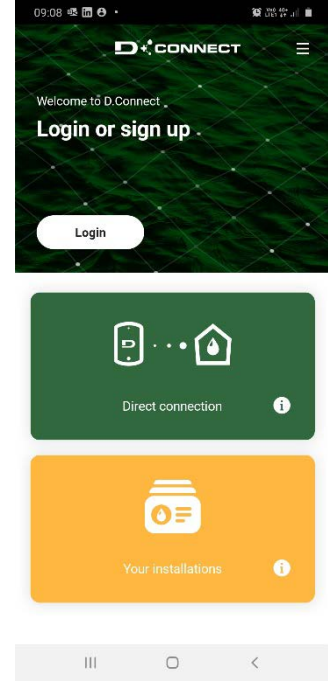 09:08
D CONNECT
Welcome to D.Connect
Login or sign up
Login
Direct connection
Your installations